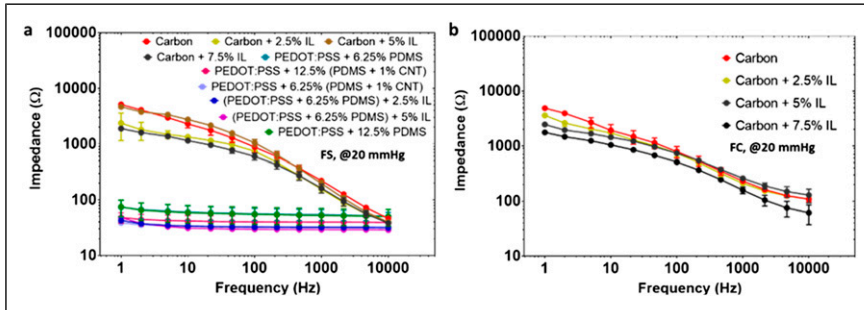 a
Carbon
Carbon + 2.5% IL
Carbon + 5% IL
Carbon + 7.5% IL
PEDOT:PSS + 6.25% PDMS
PEDOT:PSS + 12.5% (PDMS + 1% CNT)
PEDOT:PSS + 6.25% (PDMS + 1% CNT)
(PEDOT:PSS + 6.25% PDMS) + 2.5% IL
(PEDOT:PSS + 6.25% PDMS) + 5% IL
PEDOT:PSS + 12.5% PDMS
FS, @20 mmHg
Impedance (Ω)
100000
10000
1000
100
10
1 10 100 1000 10000
Frequency (Hz)
b
Carbon
Carbon + 2.5% IL
Carbon + 5% IL
Carbon + 7.5% IL
FC, @20 mmHg
Impedance (Ω)
100000
10000
1000
100
10
1 10 100 1000 10000
Frequency (Hz)